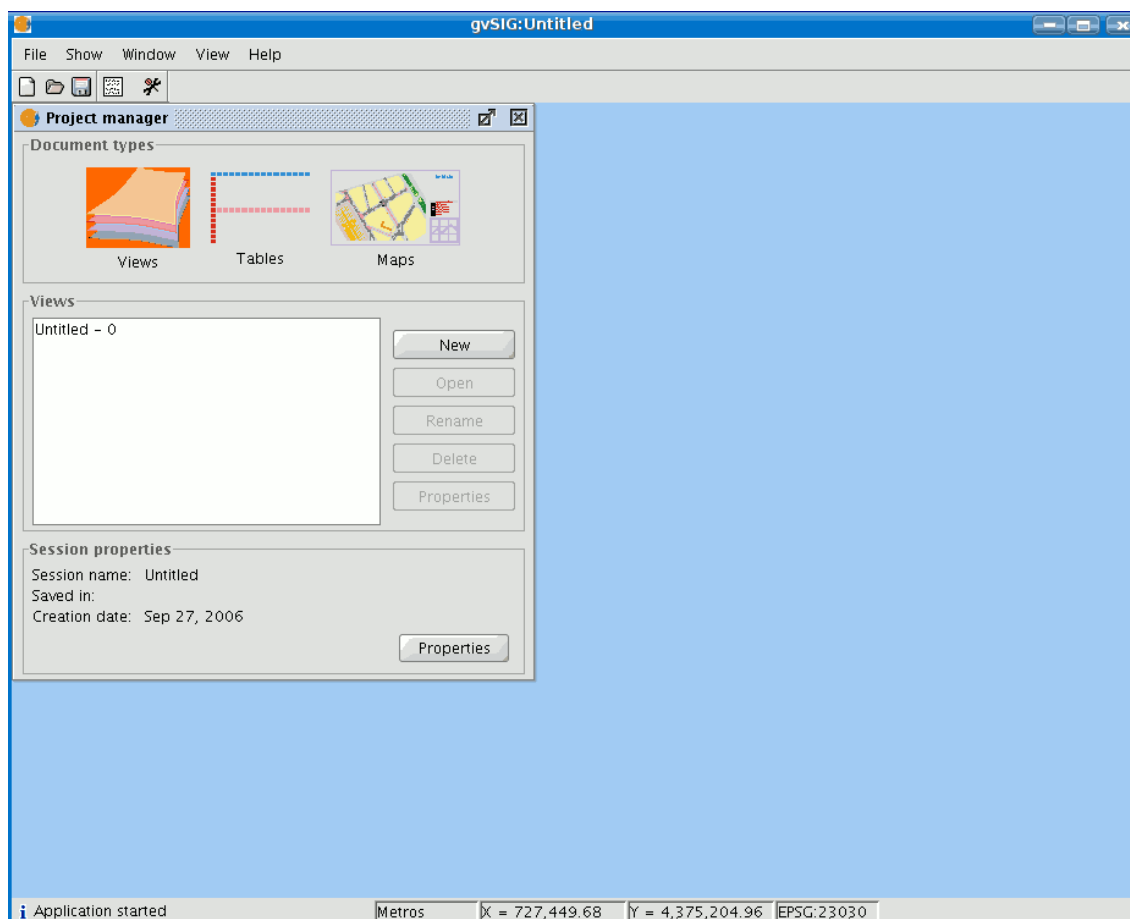 gvSIG:Untitled
File Show Window View Help
Project manager
Document types
Views Tables Maps
Views
Untitled - 0
New
Open
Rename
Delete
Properties
Session properties
Session name: Untitled
Saved in:
Creation date: Sep 27, 2006
Properties
Application started Metros X = 727,449.68 Y = 4,375,204.96 EPSG:23030